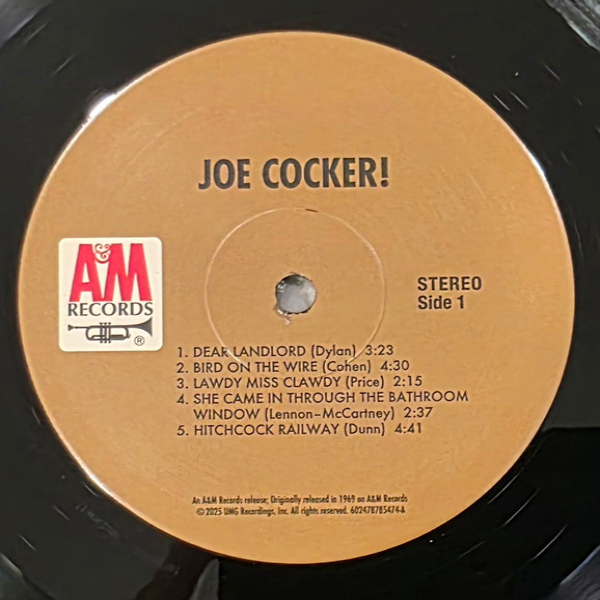 JOE COCKER!
A&M
RECORDS
®
STEREO
Side 1
1. DEAR LANDLORD (Dylan) 3:23
2. BIRD ON THE WIRE (Cohen) 4:30
3. LAWDY MISS CLAWDY (Price) 2:15
4. SHE CAME IN THROUGH THE BATHROOM
WINDOW (Lennon–McCartney) 2:37
5. HITCHCOCK RAILWAY (Dunn) 4:41
An A&M Records release; Originally released in 1969 on A&M Records
© 2025 UMG Recordings, Inc. All rights reserved. 602478785474-A